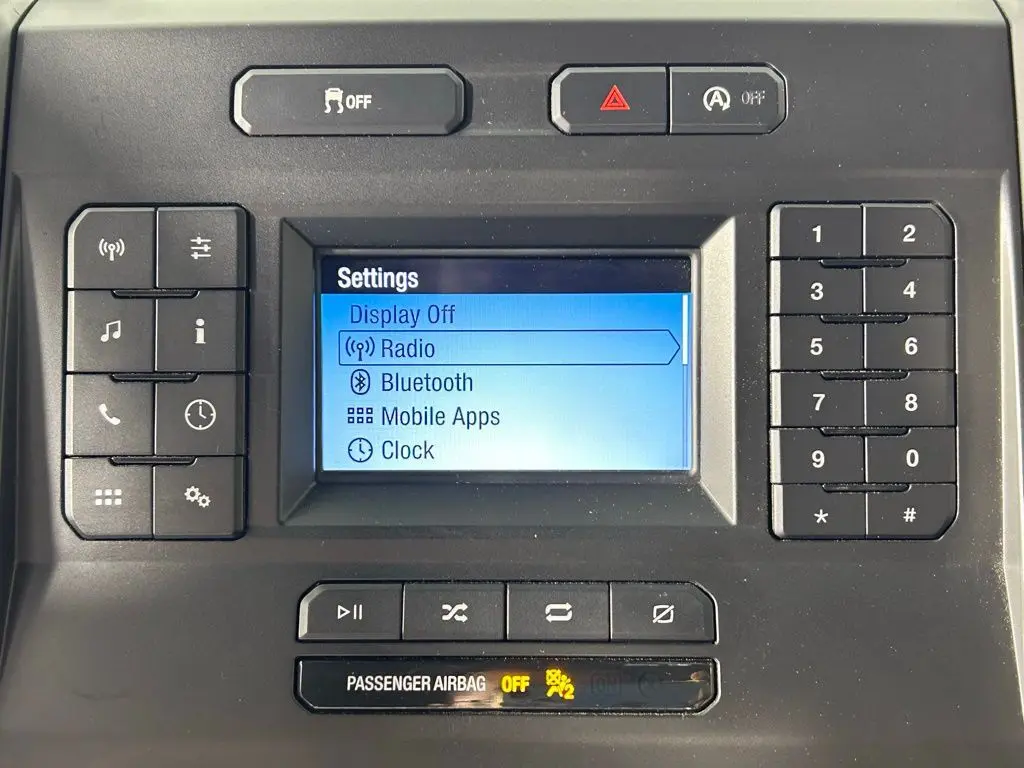 OFF
A OFF
Settings
Display Off
Radio
Bluetooth
Mobile Apps
Clock
i
1 2
3 4
5 6
7 8
9 0
* #
PASSENGER AIRBAG OFF 2